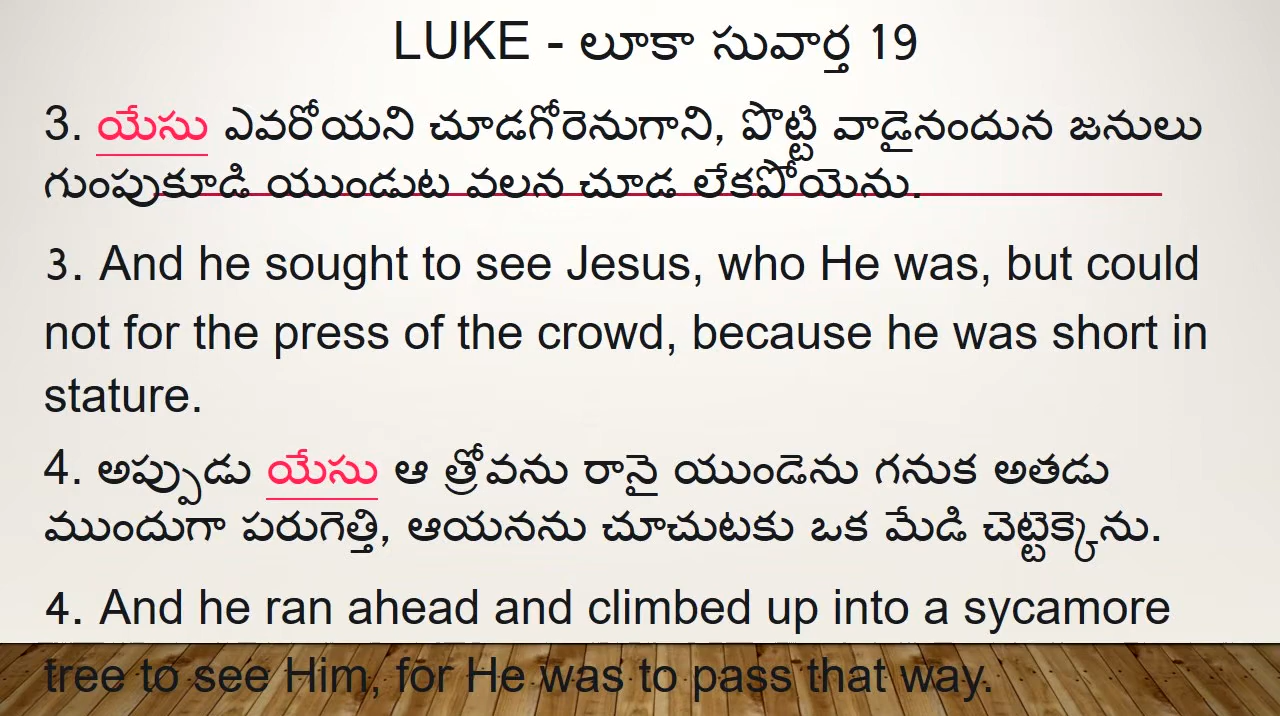 LUKE - లూకా సువార్త 19
3. యేసు ఎవరోయని చూడగోరెనుగాని, పొట్టి వాడైనందున జనులు
గుంపుకూడి యుండుట వలన చూడ లేకపోయెను.
3. And he sought to see Jesus, who He was, but could
not for the press of the crowd, because he was short in
stature.
4. అప్పుడు యేసు ఆ త్రోవను రానై యుండెను గనుక అతడు
ముందుగా పరుగెత్తి, ఆయనను చూచుటకు ఒక మేడి చెట్టెక్కెను.
4. And he ran ahead and climbed up into a sycamore
tree to see Him, for He was to pass that way.